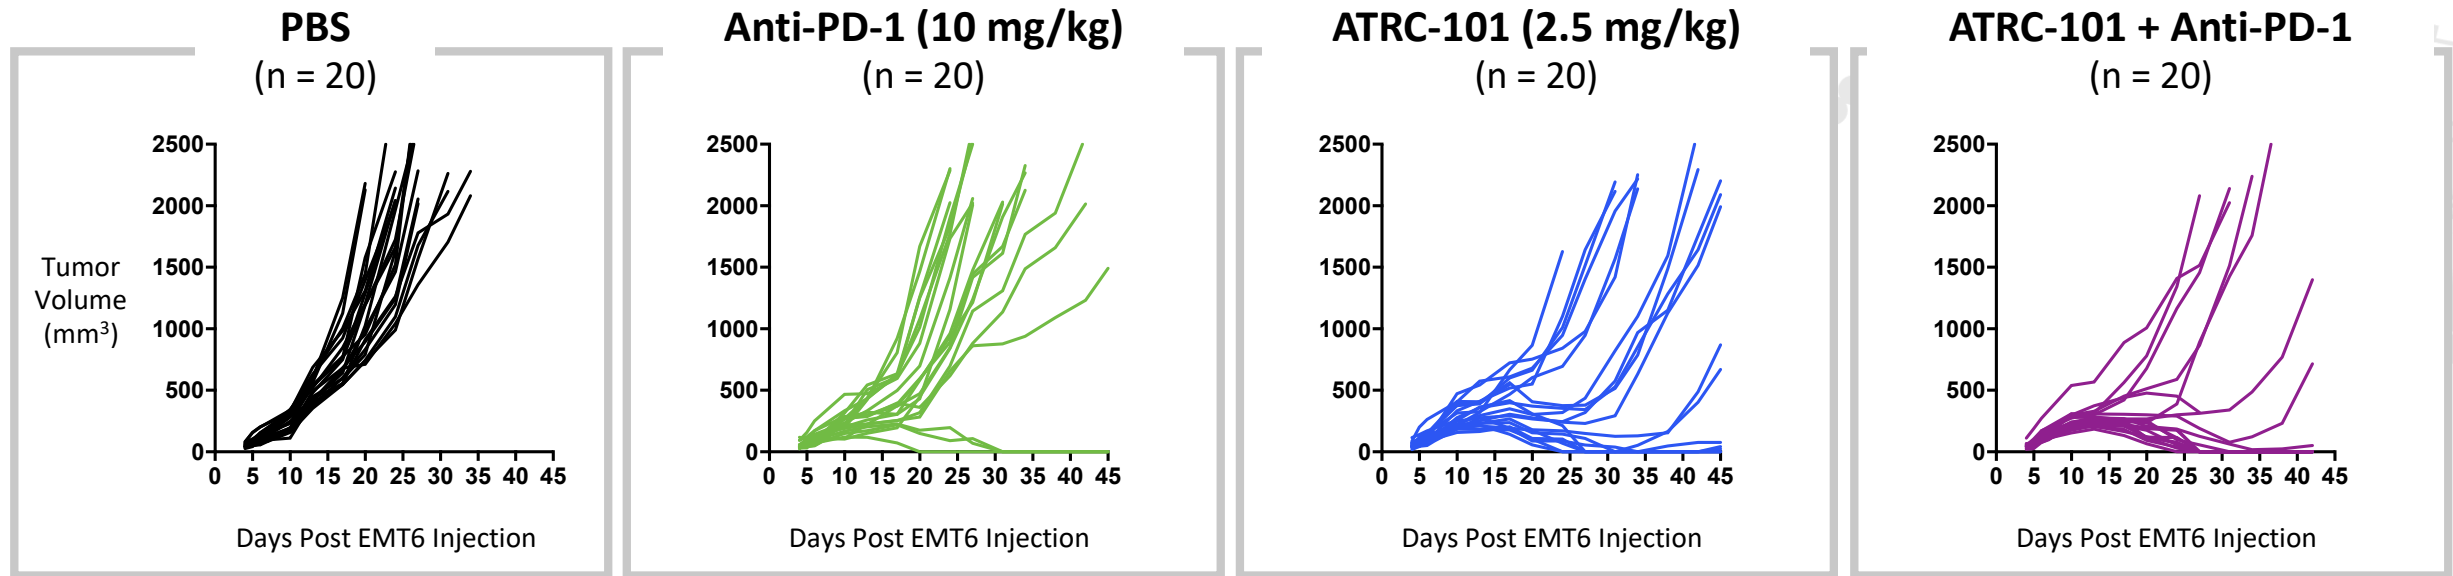 PBS
(n = 20)
Tumor
Volume
(mm³)
2500
2000
1500
1000
500
0
0 5 10 15 20 25 30 35 40 45
Days Post EMT6 Injection
Anti-PD-1 (10 mg/kg)
(n = 20)
2500
2000
1500
1000
500
0
0 5 10 15 20 25 30 35 40 45
Days Post EMT6 Injection
ATRC-101 (2.5 mg/kg)
(n = 20)
2500
2000
1500
1000
500
0
0 5 10 15 20 25 30 35 40 45
Days Post EMT6 Injection
ATRC-101 + Anti-PD-1
(n = 20)
2500
2000
1500
1000
500
0
0 5 10 15 20 25 30 35 40 45
Days Post EMT6 Injection